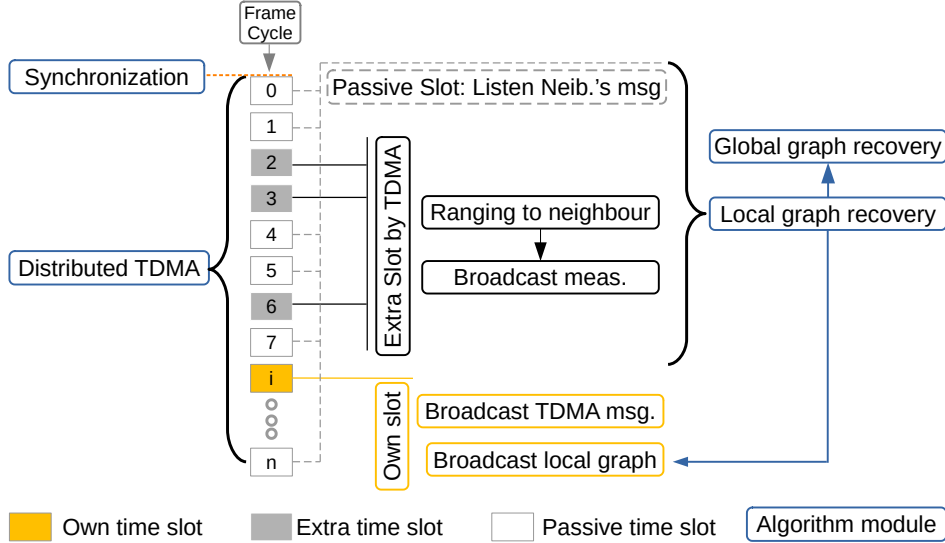 Frame
Cycle
Synchronization
0
Passive Slot: Listen Neib.'s msg
1
2
3
4
5
6
7
i
n
Distributed TDMA
Extra Slot by TDMA
Ranging to neighbour
Broadcast meas.
Global graph recovery
Local graph recovery
Own slot
Broadcast TDMA msg.
Broadcast local graph
Own time slot
Extra time slot
Passive time slot
Algorithm module